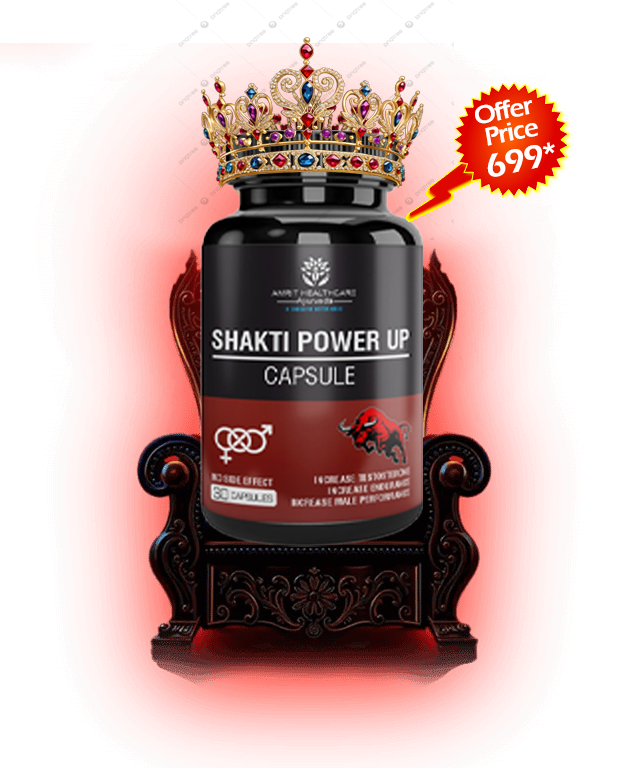 Offer
Price
699*
AMRIT HEALTHCARE
Ayurveda
SHAKTI POWER UP
CAPSULE
NO SIDE EFFECT
30 CAPSULES
INCREASE TESTOSTERONE
INCREASE ENDURANCE
INCREASE MALE PERFORMANCE